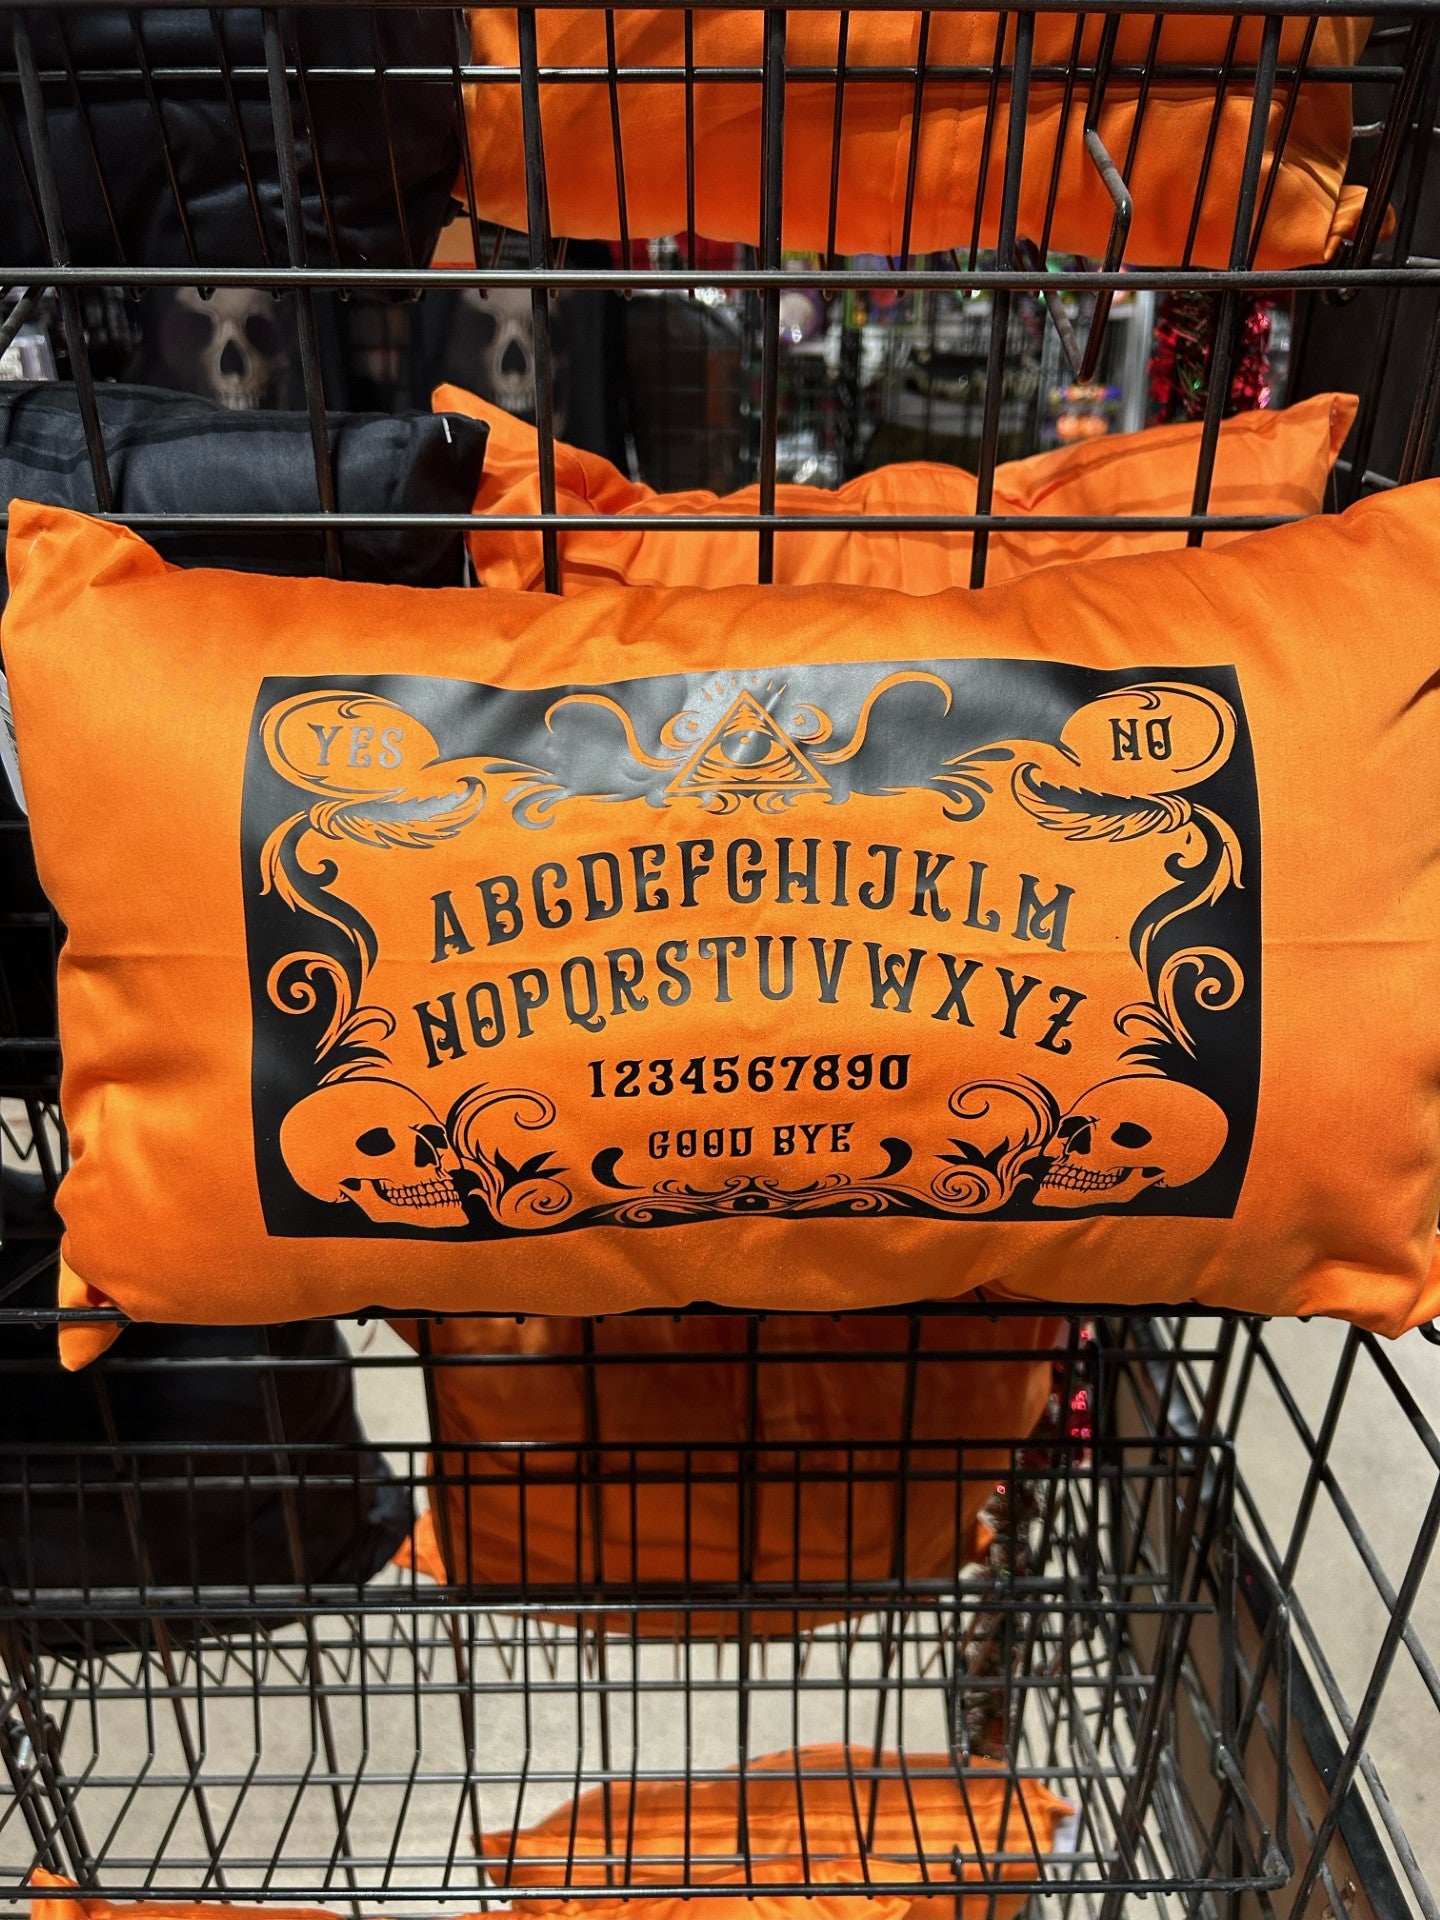 YES NO
ABCDEFGHIJKLM
NOPQRSTUVWXYZ
1234567890
GOOD BYE